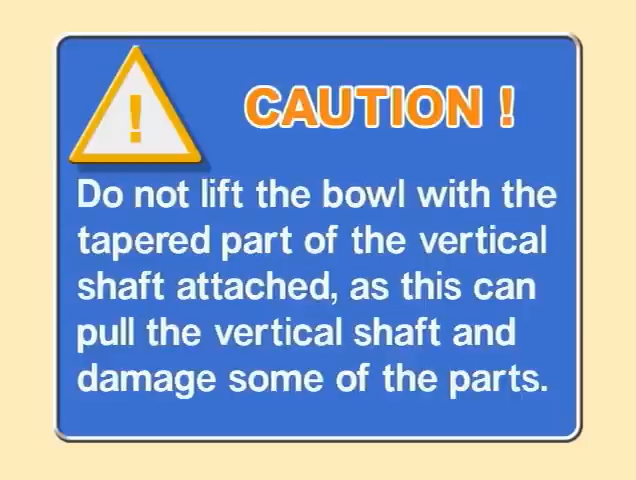 !
CAUTION !
Do not lift the bowl with the
tapered part of the vertical
shaft attached, as this can
pull the vertical shaft and
damage some of the parts.